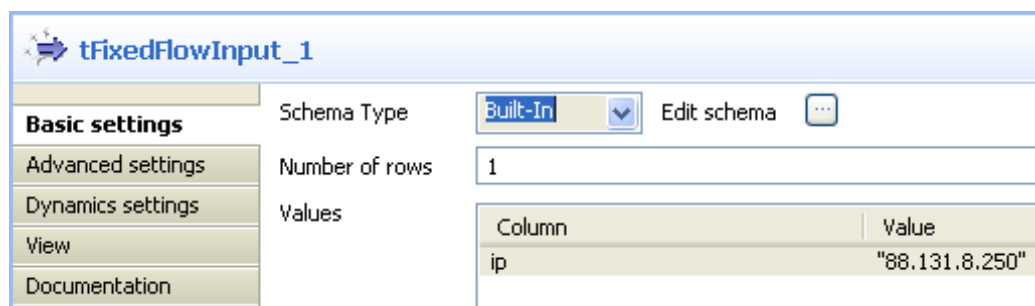 tFixedFlowInput_1
Basic settings
Advanced settings
Dynamics settings
View
Documentation
Schema Type Built-In Edit schema ...
Number of rows 1
Values
Column Value
ip "88.131.8.250"